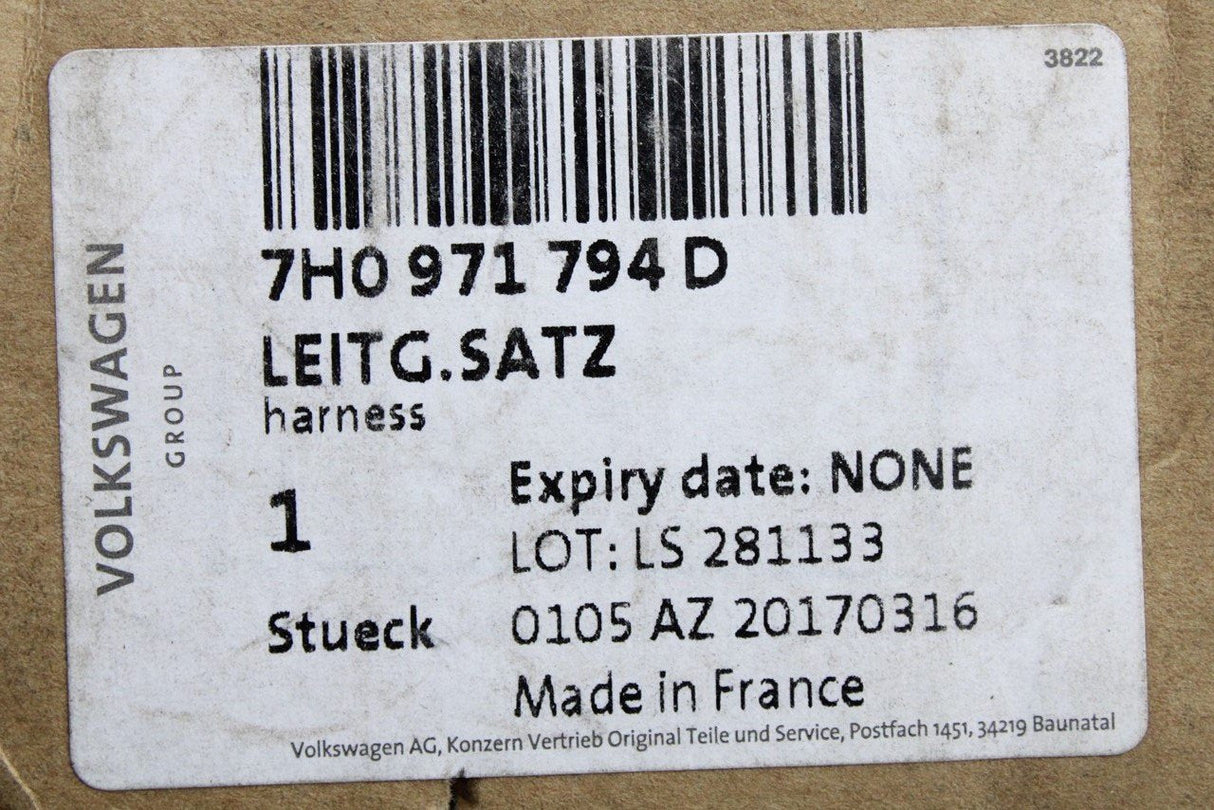 3822
VOLKSWAGEN
GROUP
7H0 971 794 D
LEITG.SATZ
harness
1
Stueck
Expiry date: NONE
LOT: LS 281133
0105 AZ 20170316
Made in France
Volkswagen AG, Konzern Vertrieb Original Teile und Service, Postfach 1451, 34219 Baunatal